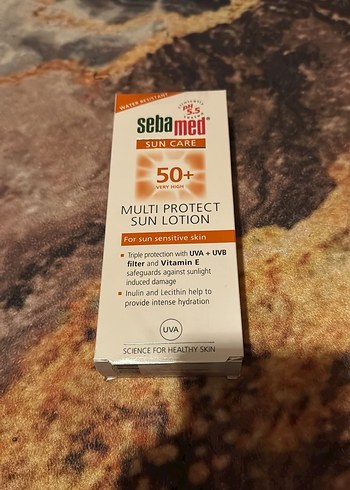 WATER RESISTANT
pH
5.5
sebamed®
SUN CARE
50+
VERY HIGH
MULTI PROTECT
SUN LOTION
For sun sensitive skin
Triple protection with UVA + UVB
filter and Vitamin E
safeguards against sunlight
induced damage
Inulin and Lecithin help to
provide intense hydration
UVA
SCIENCE FOR HEALTHY SKIN